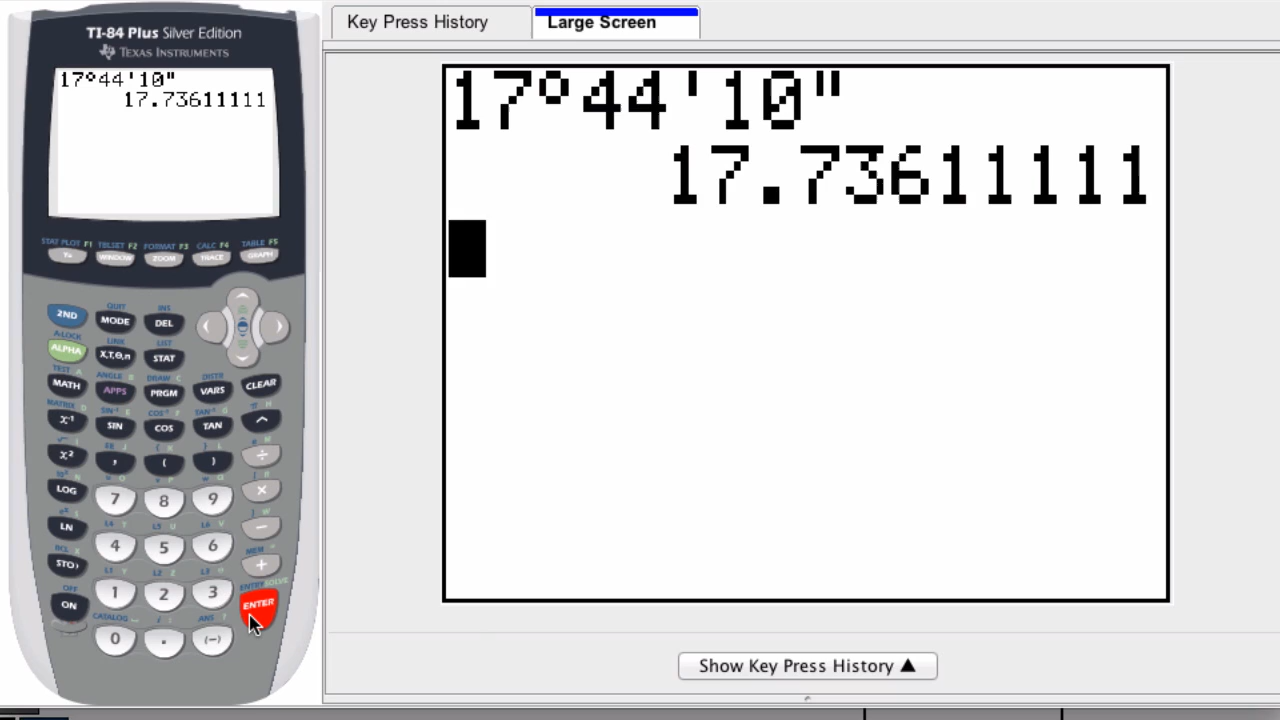 TI-84 Plus Silver Edition
TEXAS INSTRUMENTS
17°44'10"
17.73611111
STAT PLOT F1 TBLSET F2 FORMAT F3 CALC F4 TABLE F5
Y= WINDOW ZOOM TRACE GRAPH
QUIT INS
2ND MODE DEL
A-LOCK LINK LIST
ALPHA X,T,Θ,n STAT
TEST A ANGLE B DRAW C DISTR
MATH APPS PRGM VARS CLEAR
MATRIX D SIN-1 E COS-1 F TAN-1 G H
x-1 SIN COS TAN ^
x2 , ( ) ÷
LOG 7 8 9 ×
LN 4 5 6 −
RCL X L1 Y L2 Z L3 MEM "
STO› 1 2 3 +
OFF ENTRY SOLVE
ON ENTER
CATALOG i : ANS ?
0 . (−)
Key Press History
Large Screen
17°44'10"
17.73611111
Show Key Press History ▲